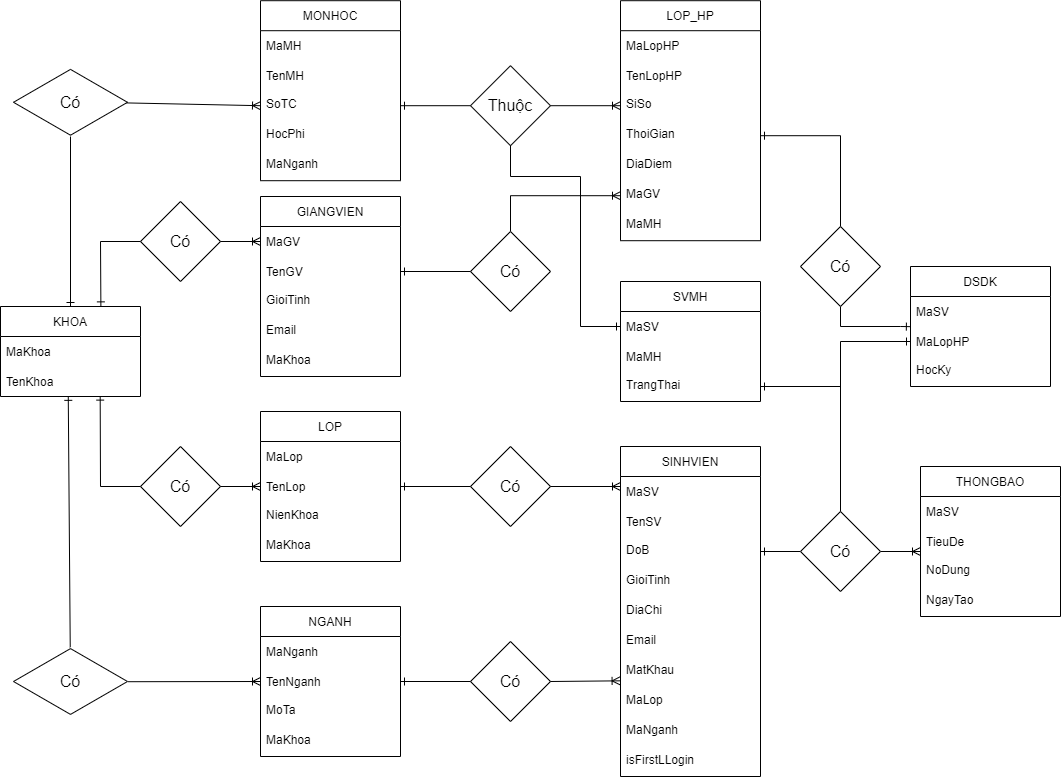 MONHOC
MaMH
TenMH
SoTC
HocPhi
MaNganh
LOP_HP
MaLopHP
TenLopHP
SiSo
ThoiGian
DiaDiem
MaGV
MaMH
Có
Thuộc
GIANGVIEN
MaGV
TenGV
GioiTinh
Email
MaKhoa
Có
Có
Có
KHOA
MaKhoa
TenKhoa
SVMH
MaSV
MaMH
TrangThai
DSDK
MaSV
MaLopHP
HocKy
LOP
MaLop
TenLop
NienKhoa
MaKhoa
Có
Có
SINHVIEN
MaSV
TenSV
DoB
GioiTinh
DiaChi
Email
MatKhau
MaLop
MaNganh
isFirstLLogin
Có
THONGBAO
MaSV
TieuDe
NoDung
NgayTao
NGANH
MaNganh
TenNganh
MoTa
MaKhoa
Có
Có